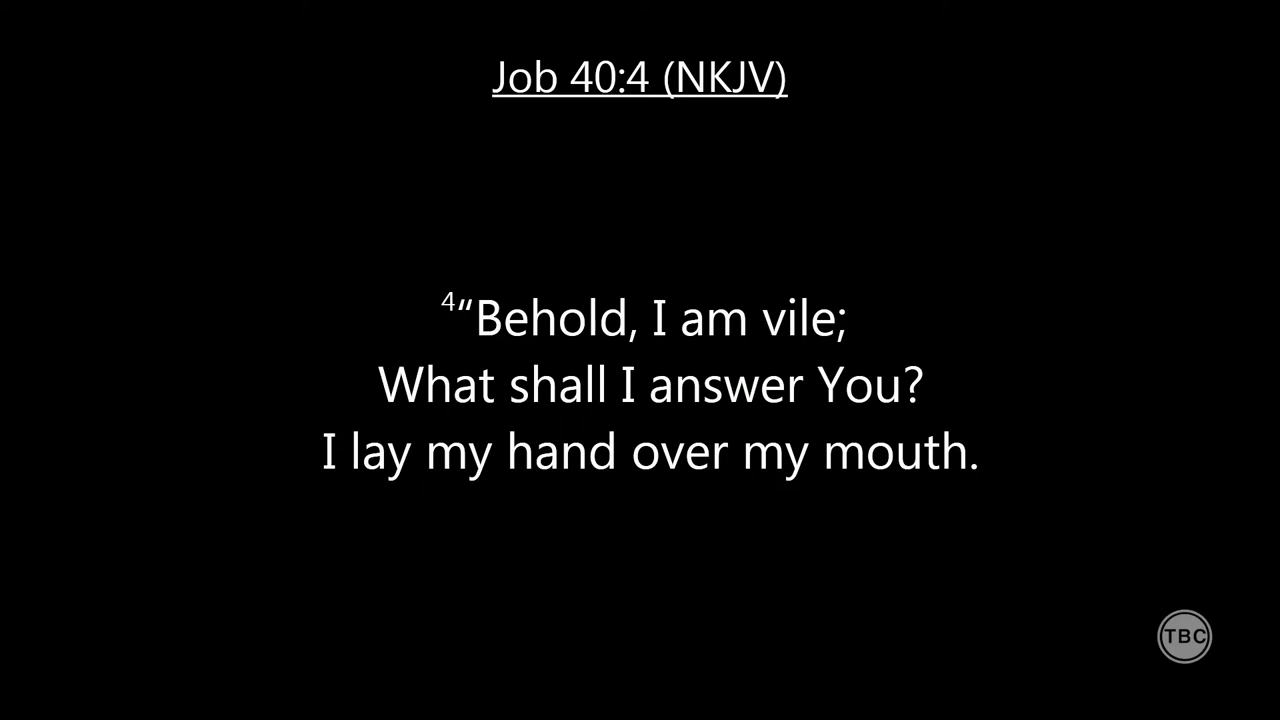 Job 40:4 (NKJV)
4“Behold, I am vile;
What shall I answer You?
I lay my hand over my mouth.
TBC